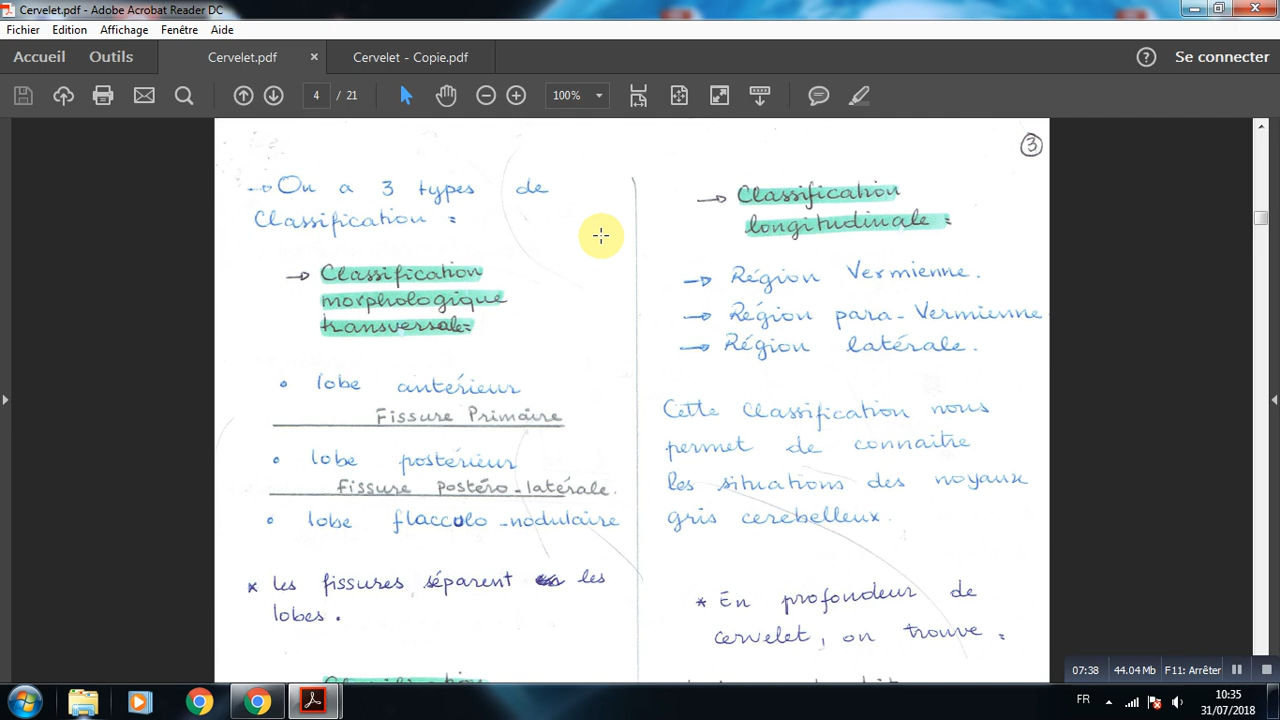 Cervelet.pdf - Adobe Acrobat Reader DC
Fichier Edition Affichage Fenêtre Aide
Accueil Outils Cervelet.pdf × Cervelet - Copie.pdf ? Se connecter
4 / 21 100%
3
On a 3 types de
Classification :
→ Classification
morphologique
transversale :
• lobe antérieur
Fissure Primaire
• lobe postérieur
Fissure postéro-latérale.
• lobe flaccolo-nodulaire
* les fissures séparent les
lobes.
→ Classification
longitudinale :
→ Région Vermienne.
→ Région para-Vermienne
→ Région latérale.
Cette Classification nous
permet de connaitre
les situations des noyaux
gris cerebelleux.
* En profondeur de
cervelet, on trouve :
07:38 44.04 Mb F11: Arrêter
FR 10:35
31/07/2018